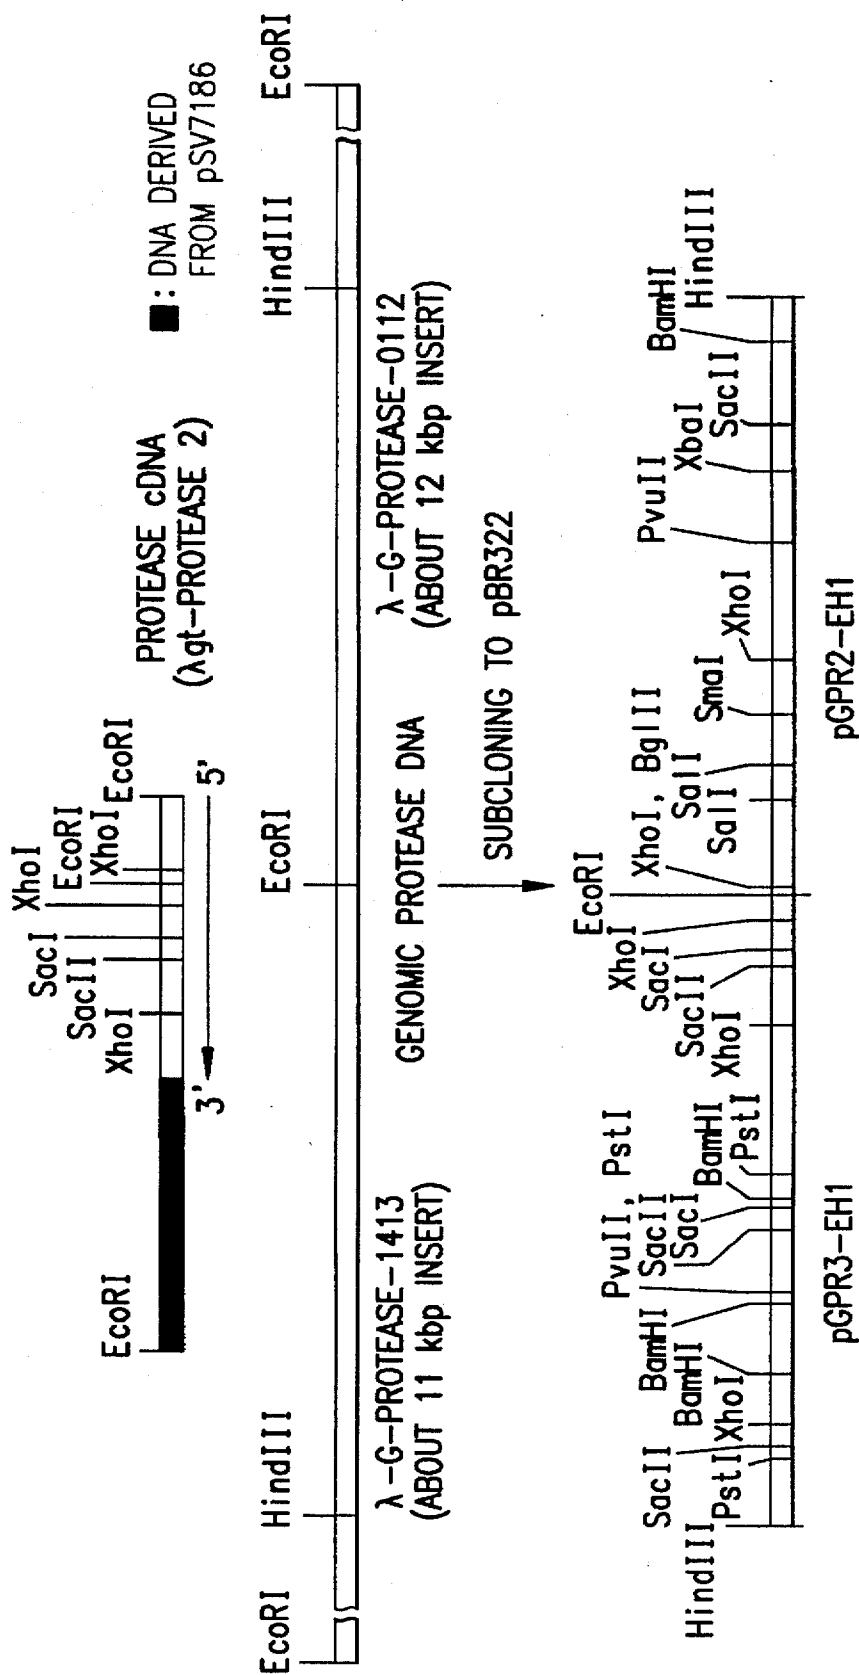 EcoRI
XhoI
SacII
SacI
XhoI
EcoRI
XhoI
EcoRI
3'
5'
PROTEASE cDNA
(λgt-PROTEASE 2)
■: DNA DERIVED
FROM pSV7186
EcoRI
HindIII
EcoRI
HindIII
EcoRI
λ-G-PROTEASE-1413
(ABOUT 11 kbp INSERT)
GENOMIC PROTEASE DNA
λ-G-PROTEASE-0112
(ABOUT 12 kbp INSERT)
SUBCLONING TO pBR322
HindIII
PstI
SacII
XhoI
BamHI
BamHI
PvuII, PstI
SacII
SacI
BamHI
PstI
XhoI
SacII
SacI
XhoI
EcoRI
XhoI, BglII
SalI
SalI
SmaI
XhoI
PvuII
XbaI
SacII
BamHI
HindIII
pGPR3-EH1
pGPR2-EH1